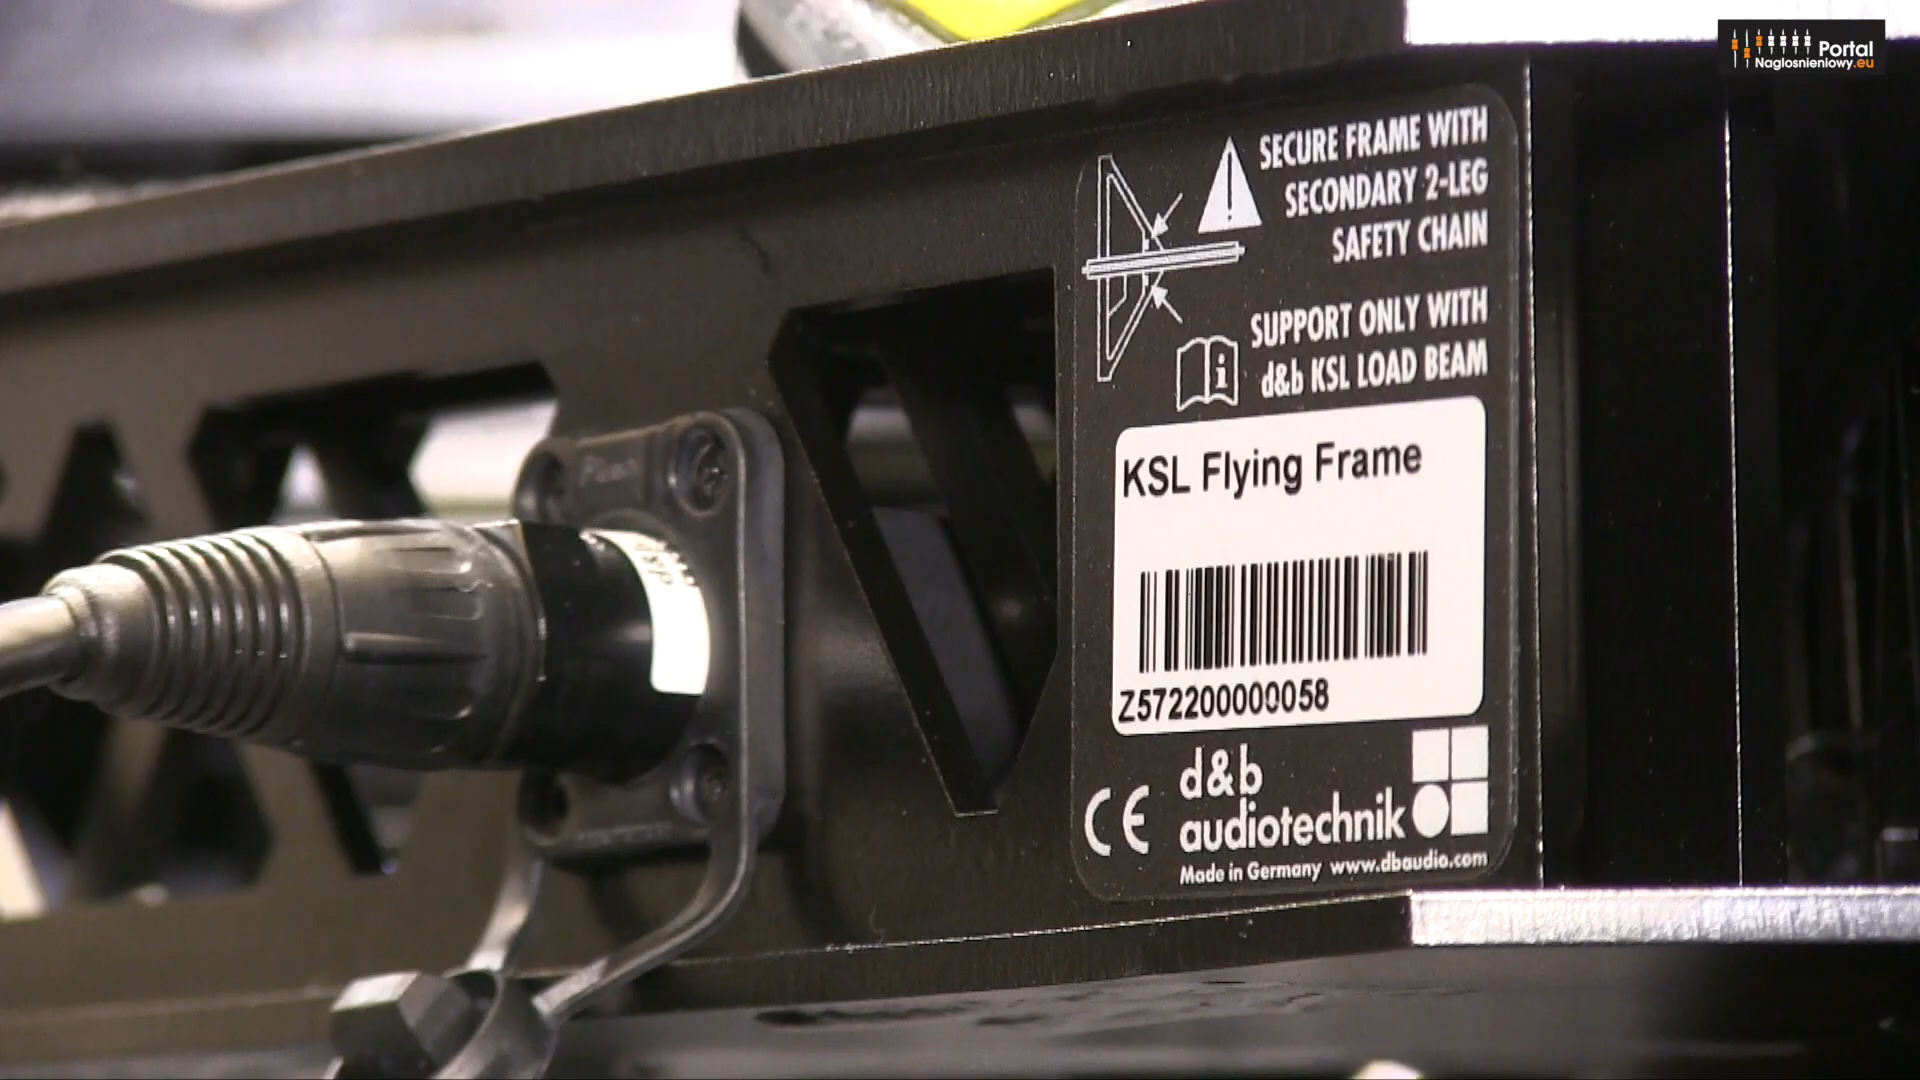 Portal
Naglosnieniowy.eu
SECURE FRAME WITH
SECONDARY 2-LEG
SAFETY CHAIN
SUPPORT ONLY WITH
d&b KSL LOAD BEAM
KSL Flying Frame
Z572200000058
CE
d&b
audiotechnik
Made in Germany www.dbaudio.com